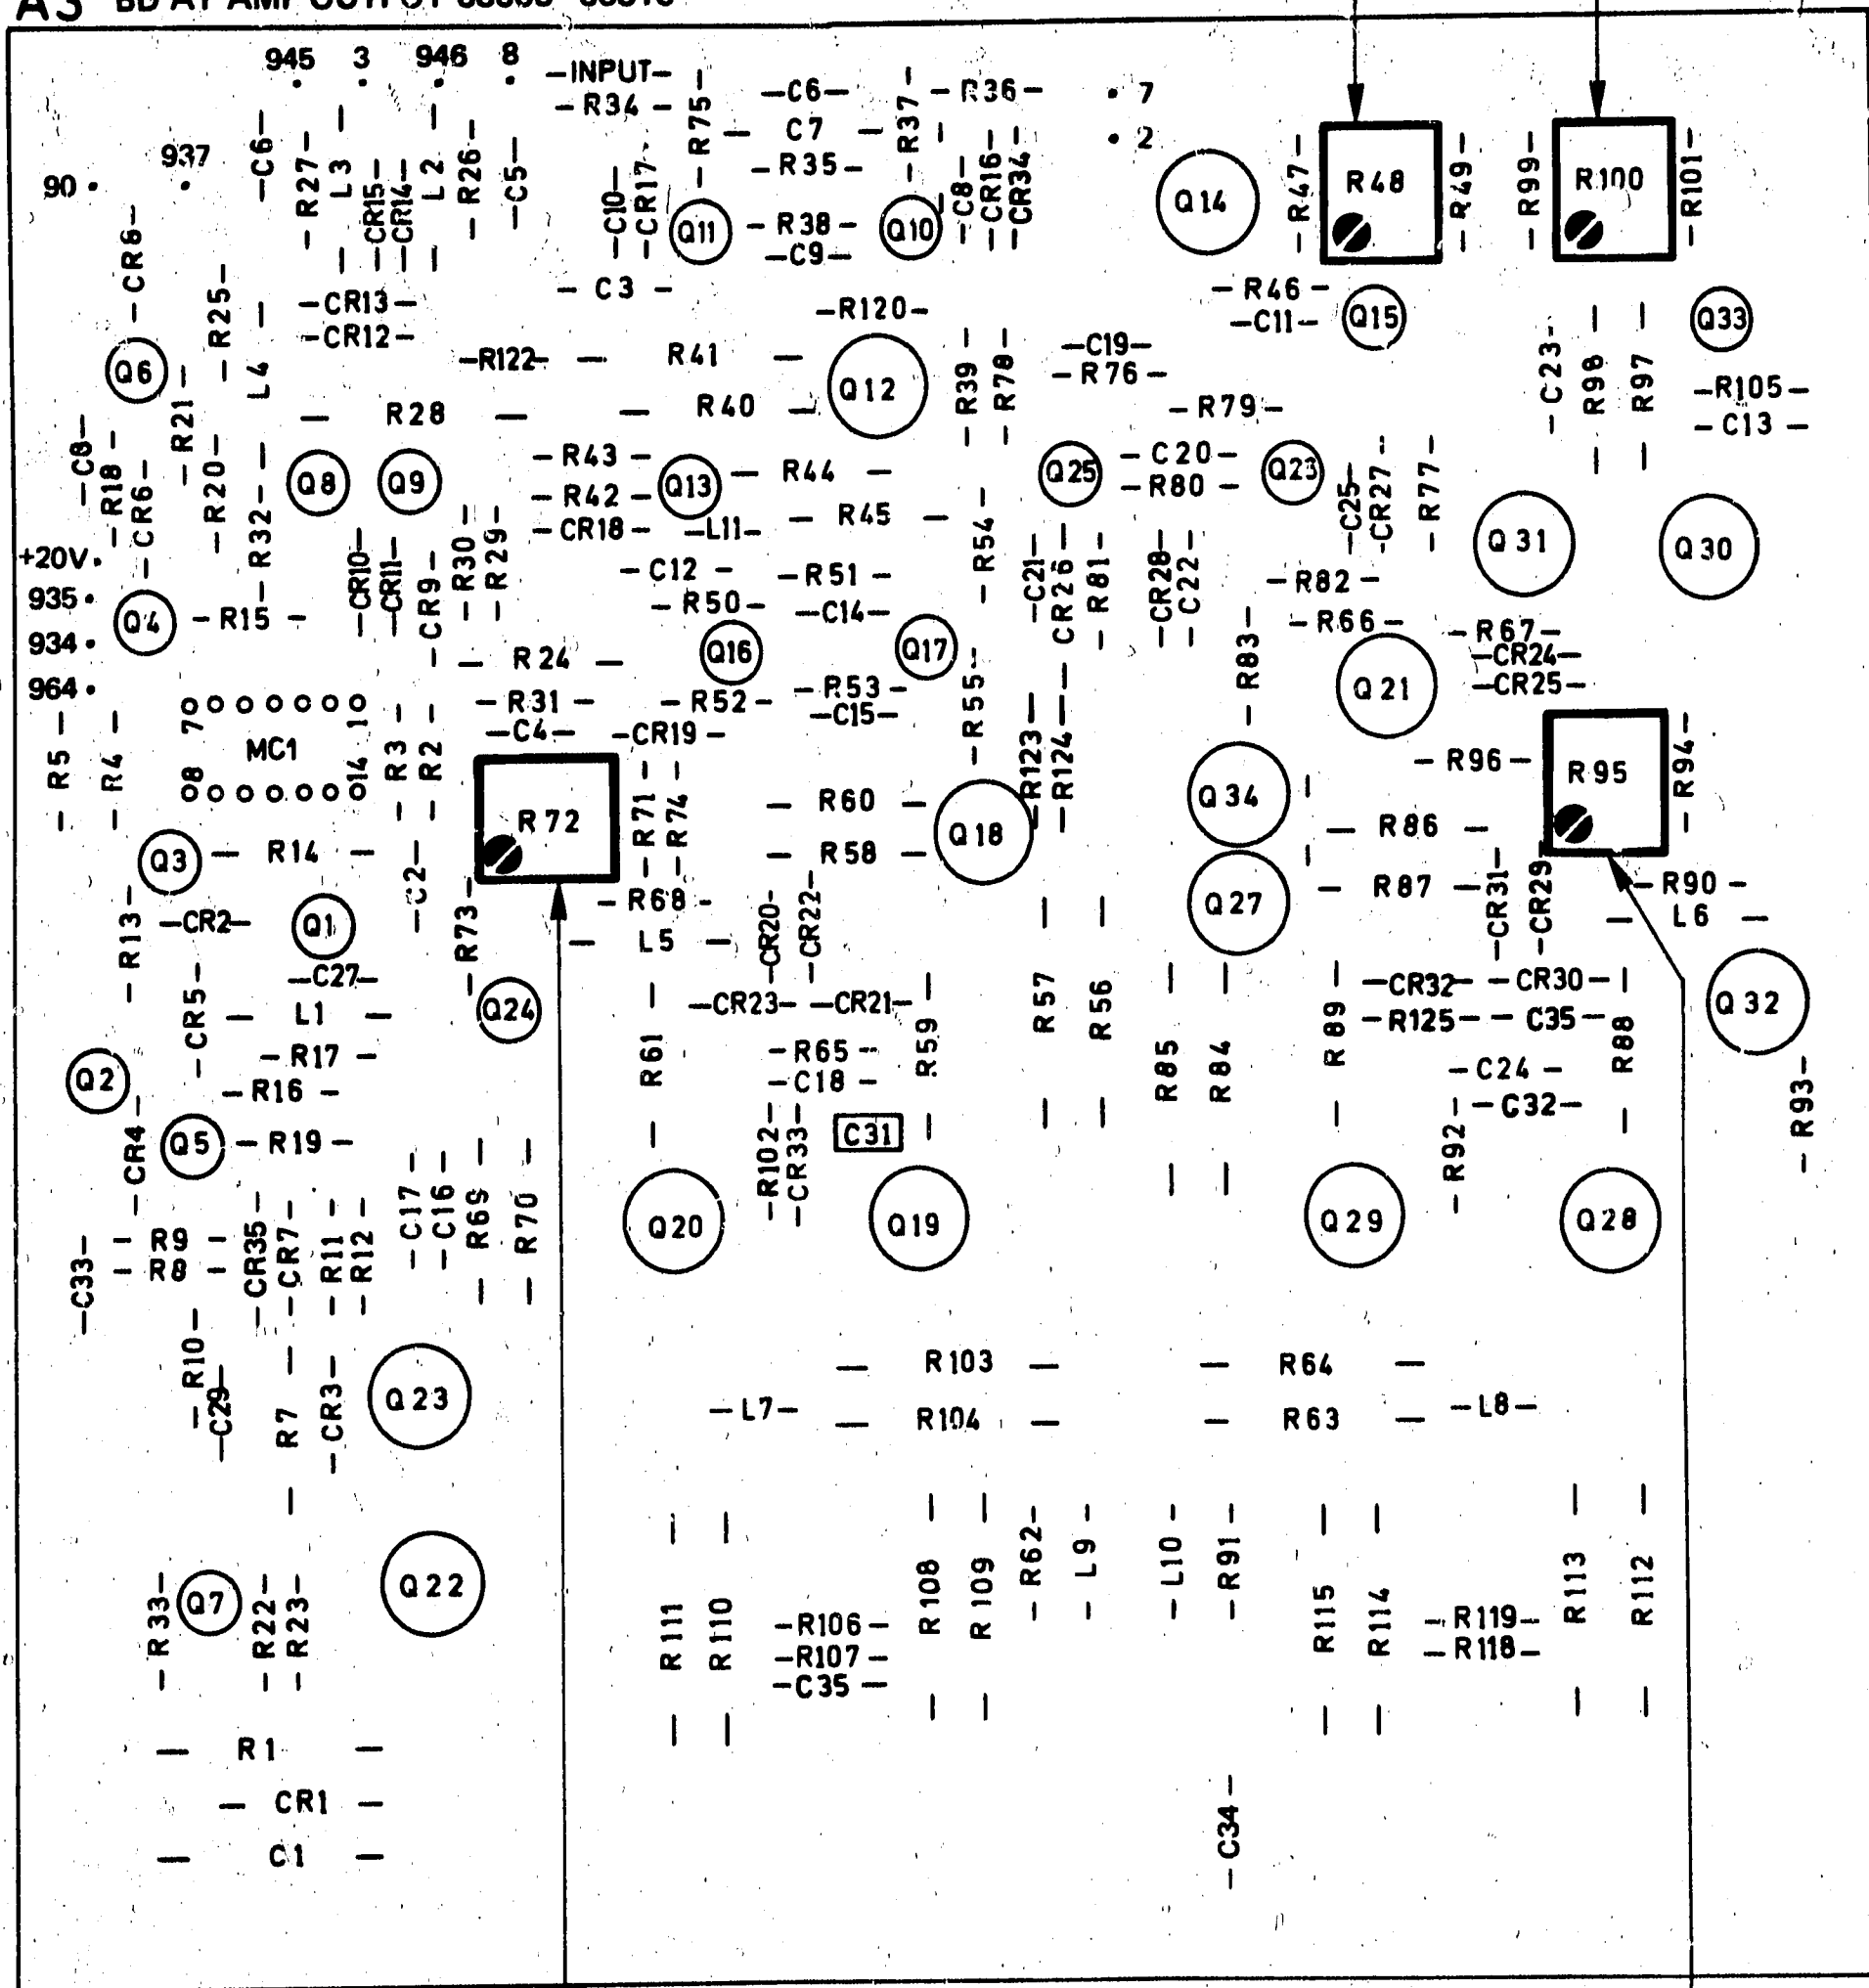 A3 BD AY AMP OUTPUT
945 3 946 8 -INPUT-
-R34- -R75- -C6- -R37- -R36- • 7
C7 • 2
-R35-
90 • 937 -C6- -R27- L3 -CR15- -CR14- L2 -R26- -C5- -C10- -CR17- Q11 -R38- Q10 -C8- -CR16- -CR34- Q14 -R47- R48 -R49- -R99- R100 -R101-
-C9-
-CR6- -R25- -CR13- - C3 - -R46-
-CR12- -R120- -C11- Q15 Q33
Q6 -R21- L4 -R122- R41 Q12 -R39- -R78- -C19- -C23- R98 R97
-R76- -R105-
R28 R40 -R79- -C13-
-C8- -R18- -CR6- -R20- -R32- Q8 Q9 -R43- Q13 R44 Q25 -C20- Q23 -C25- -CR27- -R77-
-R42- -R80-
-CR18- -L11- R45 -R54- Q31 Q30
+20V• -CR10- -CR11- -CR9- -R30- -R29- -C12- -R51- -C21- -CR26- -R81- -CR28- -C22- -R82-
935• -R50- -C14- -R66-
Q4 -R15- -R67-
934• R24 Q16 Q17 -R83- -CR24-
964• -R31- -R52- -R53- -R55- Q21 -CR25-
-C4- -CR19- -C15-
-R5- -R4- 7 1 -R3- -R2- -R123- -R124- -R96- R95 -R94-
MC1
8 14 R72 -R71- -R74- R60 Q18 Q34 R86
Q3 R14 R58
-C2- -R73- -R68- -CR20- -CR22- Q27 R87 -CR31- -CR29- -R90-
-R13- -CR2- Q1 L5 L6
-C27- -CR23- -CR21- R57 R56 -CR32- -CR30-
-CR5- L1 Q24 R61 R59 R85 R84 R89 -R125- -C35- R88 Q32
-R17- -R65-
Q2 -R16- -C18- -C24- -R93-
-C32-
-CR4- Q5 -R19- -R102- -CR33- C31 -R92-
-C17- -C16- -R69- -R70- Q20 Q19 Q29 Q28
-C33- R9 -CR35- -CR7- -R11- -R12-
R8
-R10- -C29- R7 -CR3- Q23 R103 R64
-L7- R104 R63 -L8-
-R33- Q7 -R22- -R23- Q22 R111 R110 R108 R109 -R62- -L9- -L10- -R91- R115 R114 R113 R112
-R106- -R119-
-R107- -R118-
-C35-
R1
CR1 -C34-
C1